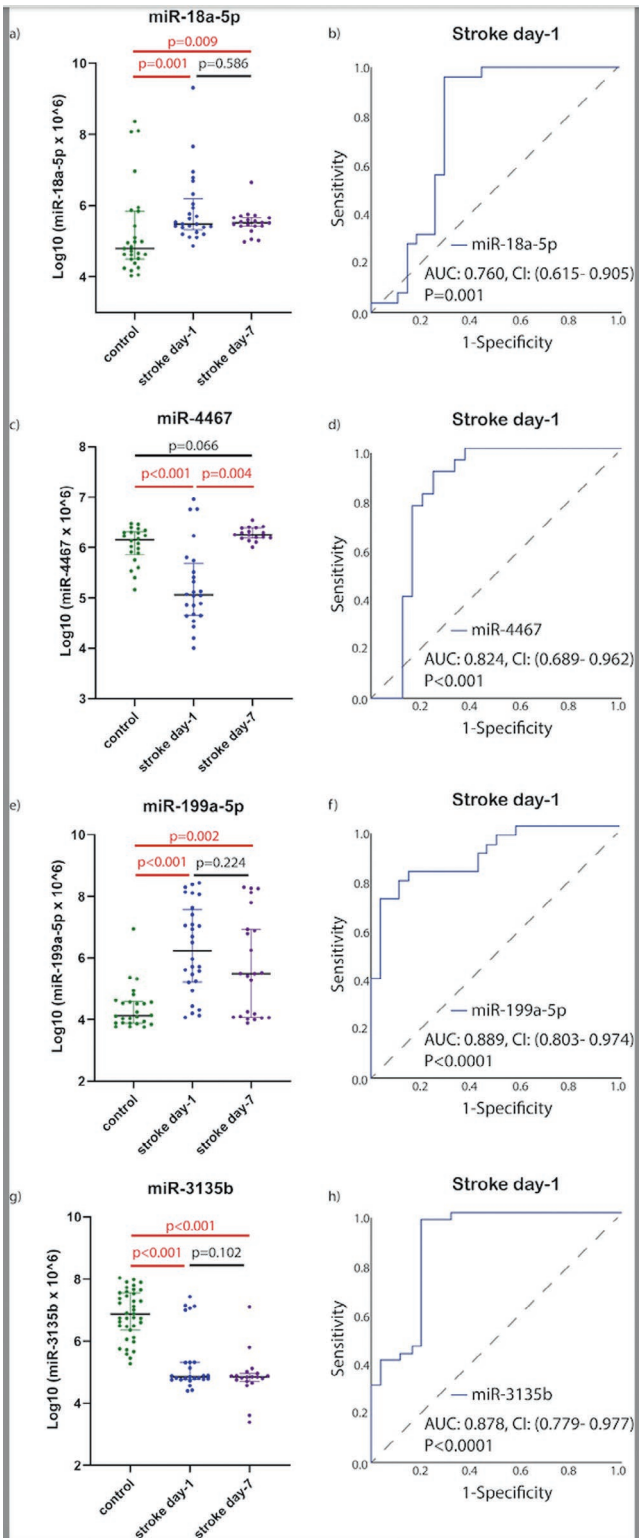 a)
miR-18a-5p
p=0.009
p=0.001
p=0.586
Log10 (miR-18a-5p x 10^6)
10
8
6
4
control
stroke day-1
stroke day-7
b)
Stroke day-1
Sensitivity
1.0
0.8
0.6
0.4
0.2
0.0
miR-18a-5p
AUC: 0.760, CI: (0.615- 0.905)
P=0.001
0.2 0.4 0.6 0.8 1.0
1-Specificity
c)
miR-4467
p=0.066
p<0.001
p=0.004
Log10 (miR-4467 x 10^6)
8
7
6
5
4
3
control
stroke day-1
stroke day-7
d)
Stroke day-1
Sensitivity
1.0
0.8
0.6
0.4
0.2
0.0
miR-4467
AUC: 0.824, CI: (0.689- 0.962)
P<0.001
0.2 0.4 0.6 0.8 1.0
1-Specificity
e)
miR-199a-5p
p=0.002
p<0.001
p=0.224
Log10 (miR-199a-5p x 10^6)
10
8
6
4
2
control
stroke day-1
stroke day-7
f)
Stroke day-1
Sensitivity
1.0
0.8
0.6
0.4
0.2
0.0
miR-199a-5p
AUC: 0.889, CI: (0.803- 0.974)
P<0.0001
0.2 0.4 0.6 0.8 1.0
1-Specificity
g)
miR-3135b
p<0.001
p<0.001
p=0.102
Log10 (miR-3135b x 10^6)
10
8
6
4
2
control
stroke day-1
stroke day-7
h)
Stroke day-1
Sensitivity
1.0
0.8
0.6
0.4
0.2
0.0
miR-3135b
AUC: 0.878, CI: (0.779- 0.977)
P<0.0001
0.2 0.4 0.6 0.8 1.0
1-Specificity